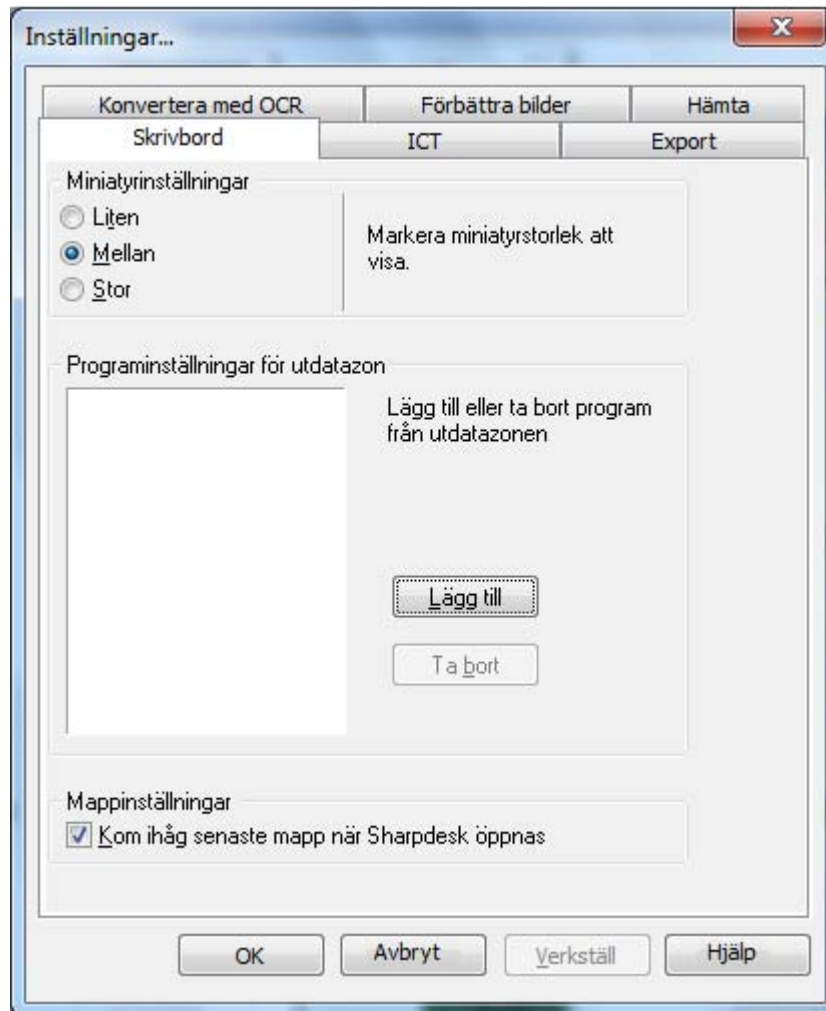 Inställningar...
Konvertera med OCR
Förbättra bilder
Hämta
Skrivbord
ICT
Export
Miniatyrinställningar
Liten
Mellan
Stor
Markera miniatyrstorlek att
visa.
Programinställningar för utdatazon
Lägg till eller ta bort program
från utdatazonen
Lägg till
Ta bort
Mappinställningar
Kom ihåg senaste mapp när Sharpdesk öppnas
OK
Avbryt
Verkställ
Hjälp